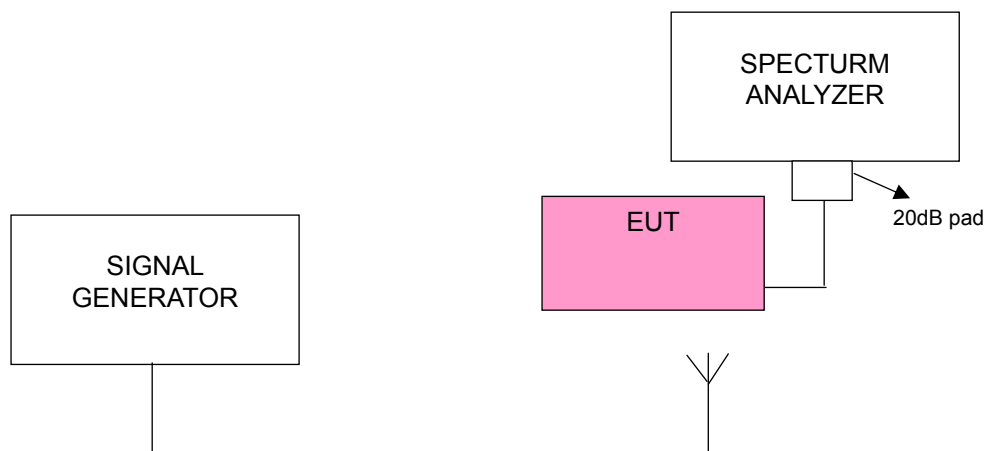 SPECTURM
ANALYZER
20dB pad
EUT
SIGNAL
GENERATOR